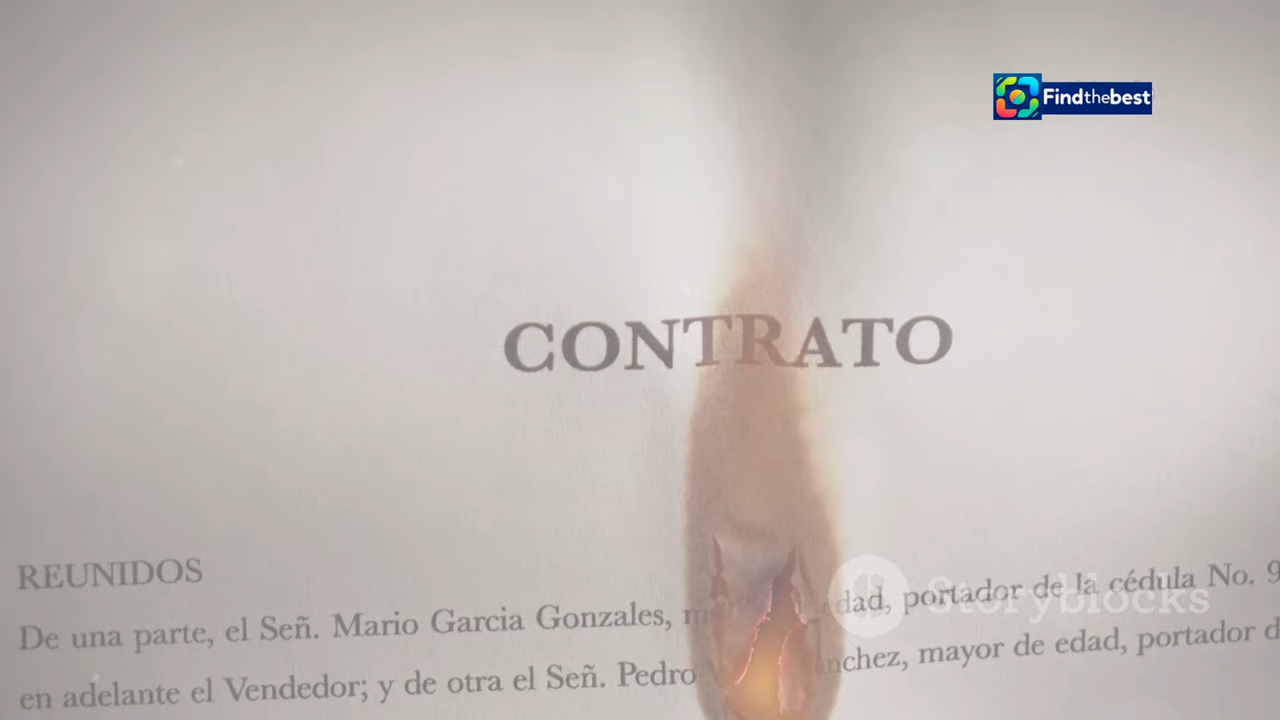 Findthebest
CONTRATO
REUNIDOS
De una parte, el Señ. Mario Garcia Gonzales, edad, portador de la cédula No. 9
Storyblocks
en adelante el Vendedor; y de otra el Señ. Pedro nchez, mayor de edad, portador d